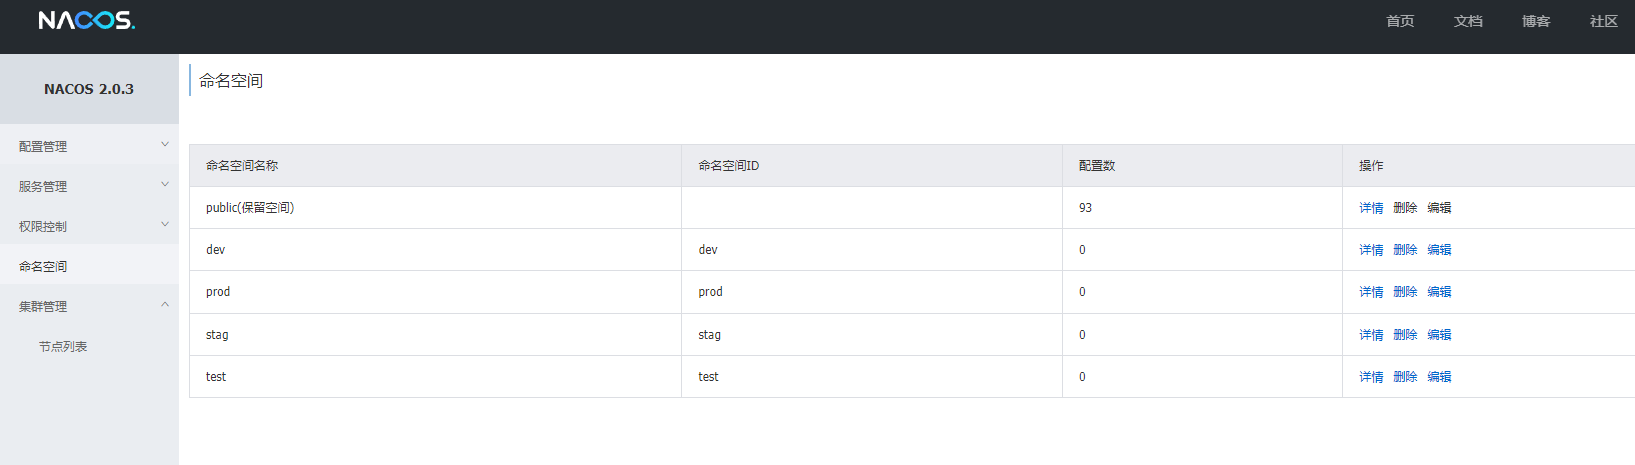 NACOS.
首页 文档 博客 社区
NACOS 2.0.3
命名空间
配置管理
服务管理
权限控制
命名空间
集群管理
节点列表
命名空间名称 命名空间ID 配置数 操作
public(保留空间) 93 详情 删除 编辑
dev dev 0 详情 删除 编辑
prod prod 0 详情 删除 编辑
stag stag 0 详情 删除 编辑
test test 0 详情 删除 编辑